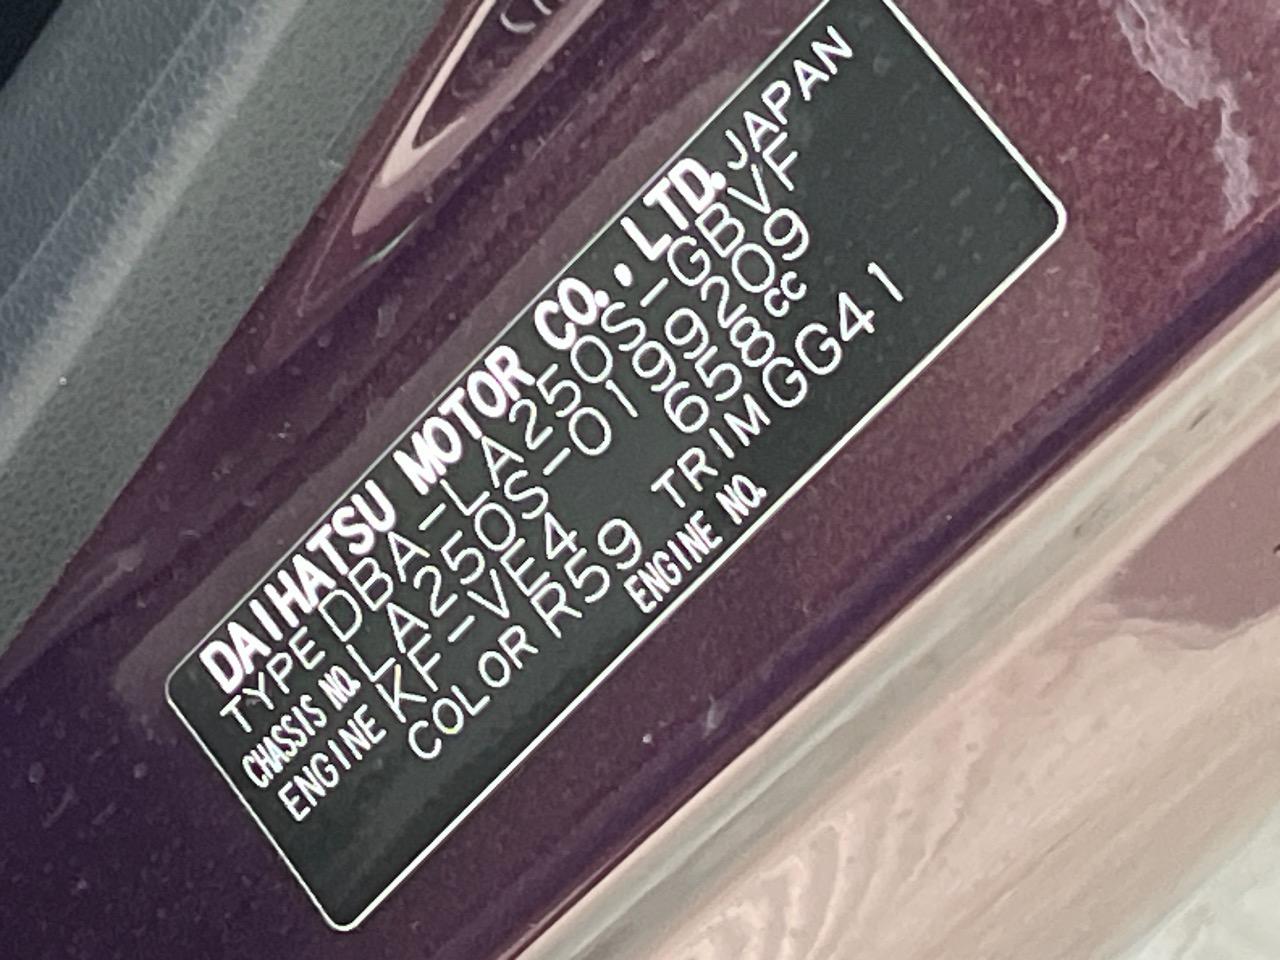 DAIHATSU MOTOR CO., LTD. JAPAN
TYPE DBA-LA250S-GBVF
CHASSIS NO. LA250S-0199209
ENGINE KF-VE4 658cc
COLOR R59 TRIM GG41
ENGINE NO.